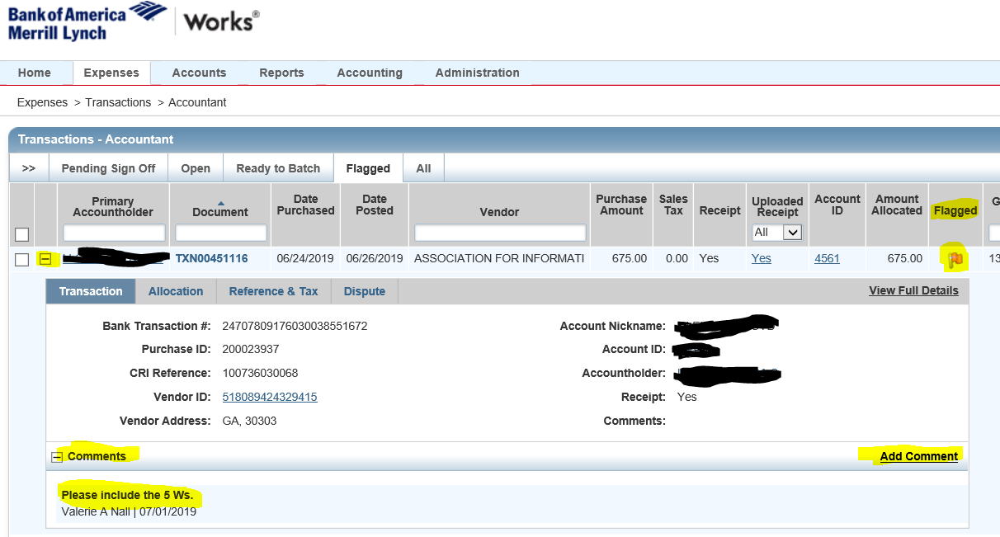 Bank of America
Merrill Lynch
Works®
Home Expenses Accounts Reports Accounting Administration
Expenses > Transactions > Accountant
Transactions - Accountant
>> Pending Sign Off Open Ready to Batch Flagged All
Primary Accountholder Document Date Purchased Date Posted Vendor Purchase Amount Sales Tax Receipt Uploaded Receipt Account ID Amount Allocated Flagged G
All
TXN00451116 06/24/2019 06/26/2019 ASSOCIATION FOR INFORMATI 675.00 0.00 Yes Yes 4561 675.00 13
Transaction Allocation Reference & Tax Dispute View Full Details
Bank Transaction #: 24707809176030038551672 Account Nickname:
Purchase ID: 200023937 Account ID:
CRI Reference: 100736030068 Accountholder:
Vendor ID: 518089424329415 Receipt: Yes
Vendor Address: GA, 30303 Comments:
Comments Add Comment
Please include the 5 Ws.
Valerie A Nall | 07/01/2019